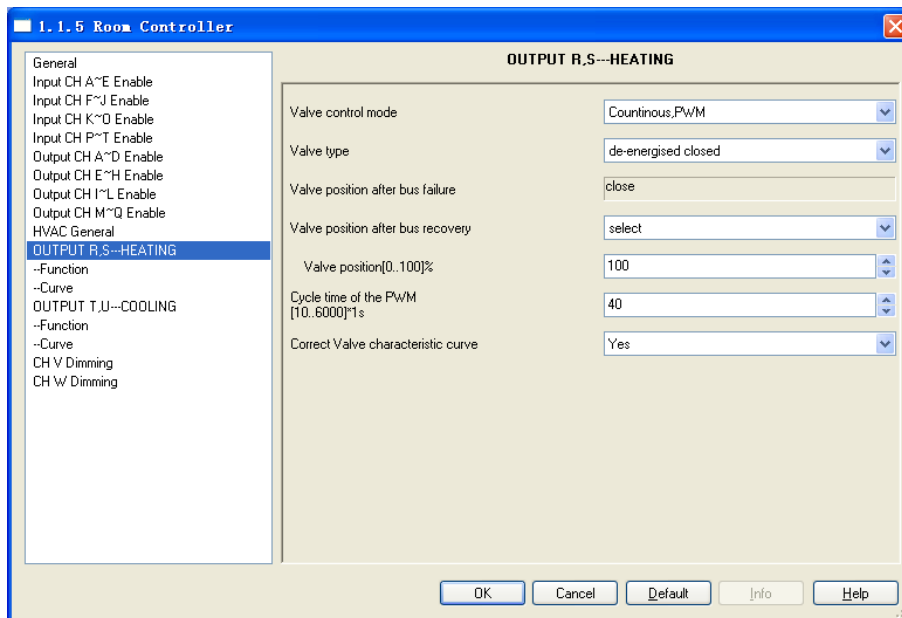 1.1.5 Room Controller
General
Input CH A~E Enable
Input CH F~J Enable
Input CH K~O Enable
Input CH P~T Enable
Output CH A~D Enable
Output CH E~H Enable
Output CH I~L Enable
Output CH M~Q Enable
HVAC General
OUTPUT R,S---HEATING
--Function
--Curve
OUTPUT T,U---COOLING
--Function
--Curve
CH V Dimming
CH W Dimming
OUTPUT R,S---HEATING
Valve control mode
Countinous,PWM
Valve type
de-energised closed
Valve position after bus failure
close
Valve position after bus recovery
select
Valve position[0..100]%
100
Cycle time of the PWM
[10..6000]*1s
40
Correct Valve characteristic curve
Yes
OK
Cancel
Default
Info
Help